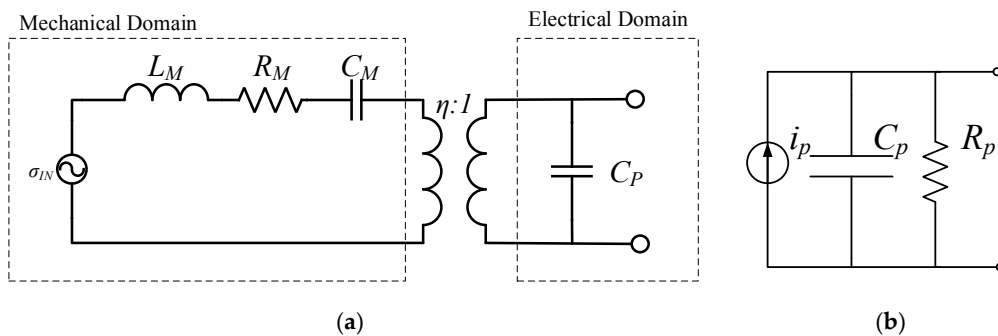 Mechanical Domain
Electrical Domain
L_M R_M C_M
η:1
σ_IN
C_P
i_p C_p R_p
(a) (b)